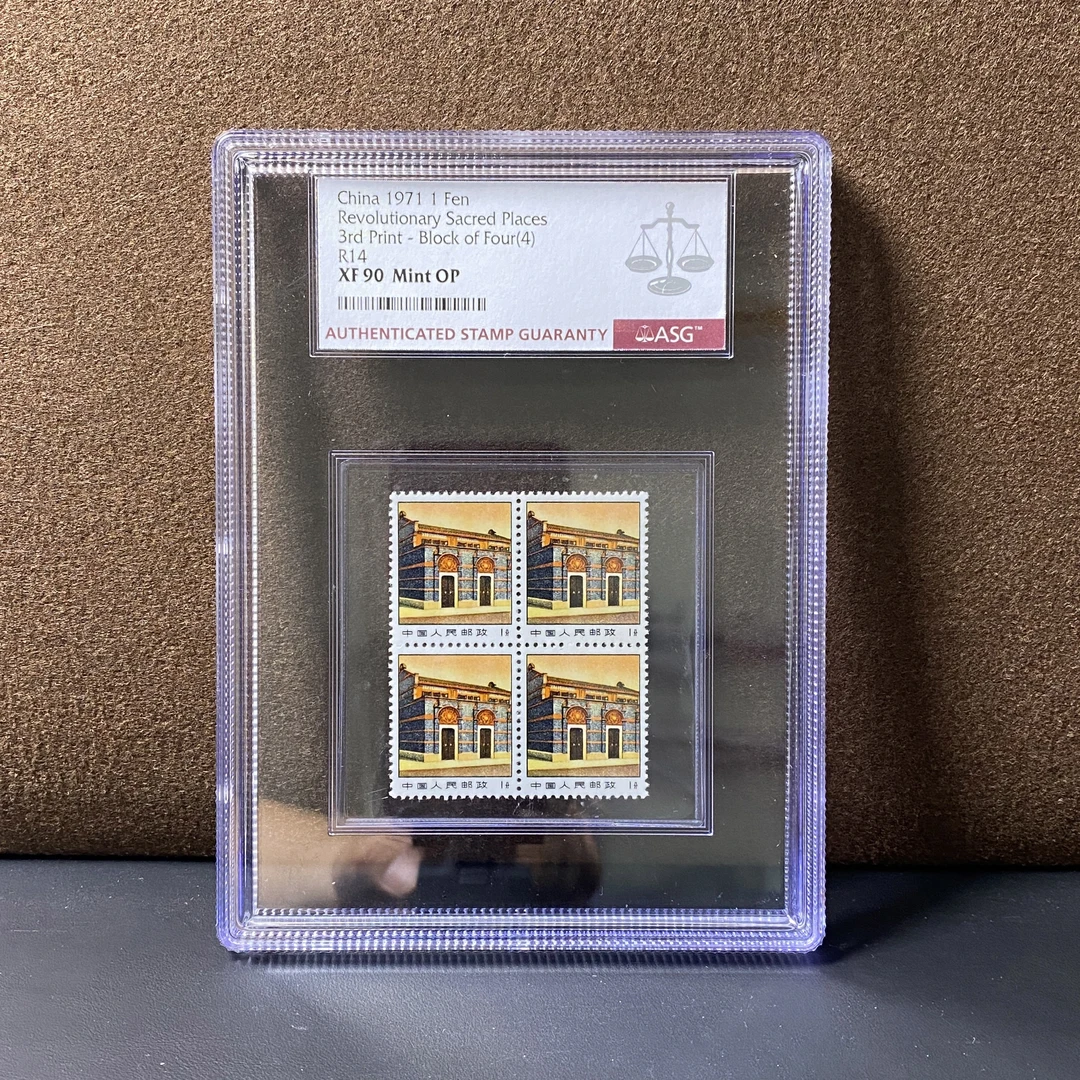 China 1971 1 Fen
Revolutionary Sacred Places
3rd Print - Block of Four(4)
R14
XF 90 Mint OP
AUTHENTICATED STAMP GUARANTY
ASG™
中国人民邮政 1分
中国人民邮政 1分
中国人民邮政 1分
中国人民邮政 1分